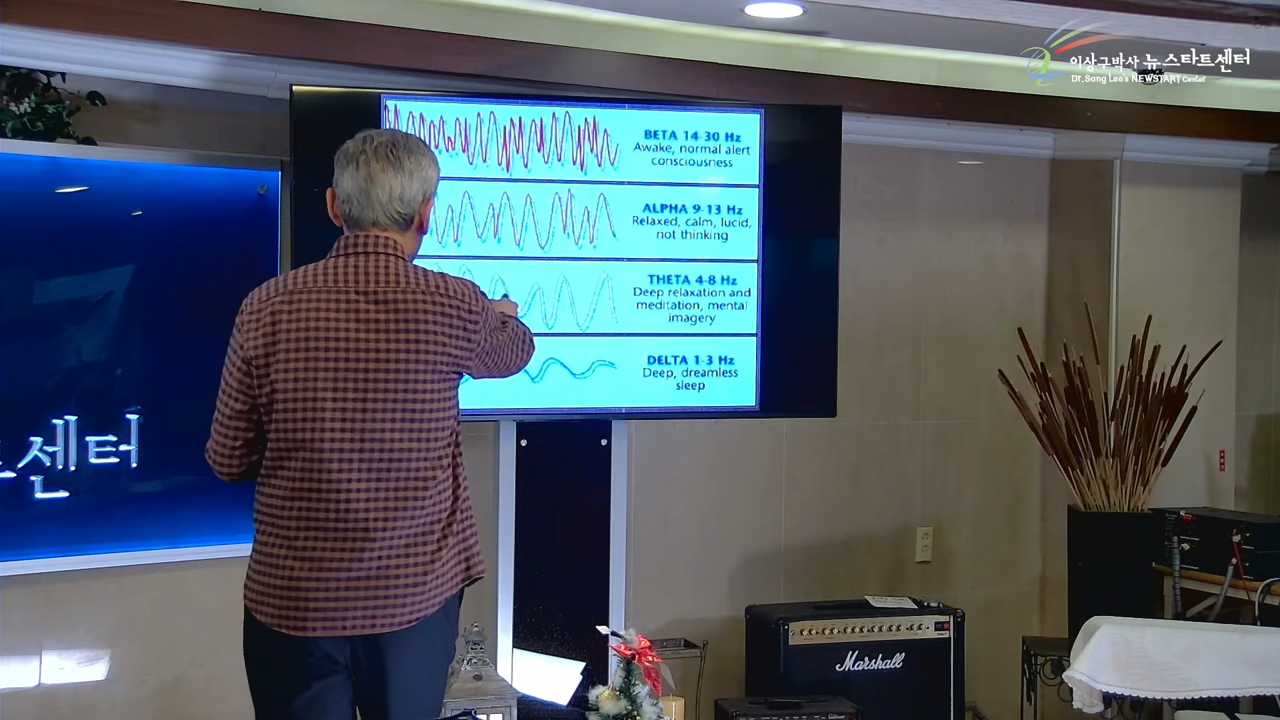 이상구박사 뉴스타트센터
Dr.Sang Lee's NEWSTART Center
BETA 14-30 Hz
Awake, normal alert
consciousness
ALPHA 9-13 Hz
Relaxed, calm, lucid,
not thinking
THETA 4-8 Hz
Deep relaxation and
meditation, mental
imagery
DELTA 1-3 Hz
Deep, dreamless
sleep
센터
Marshall